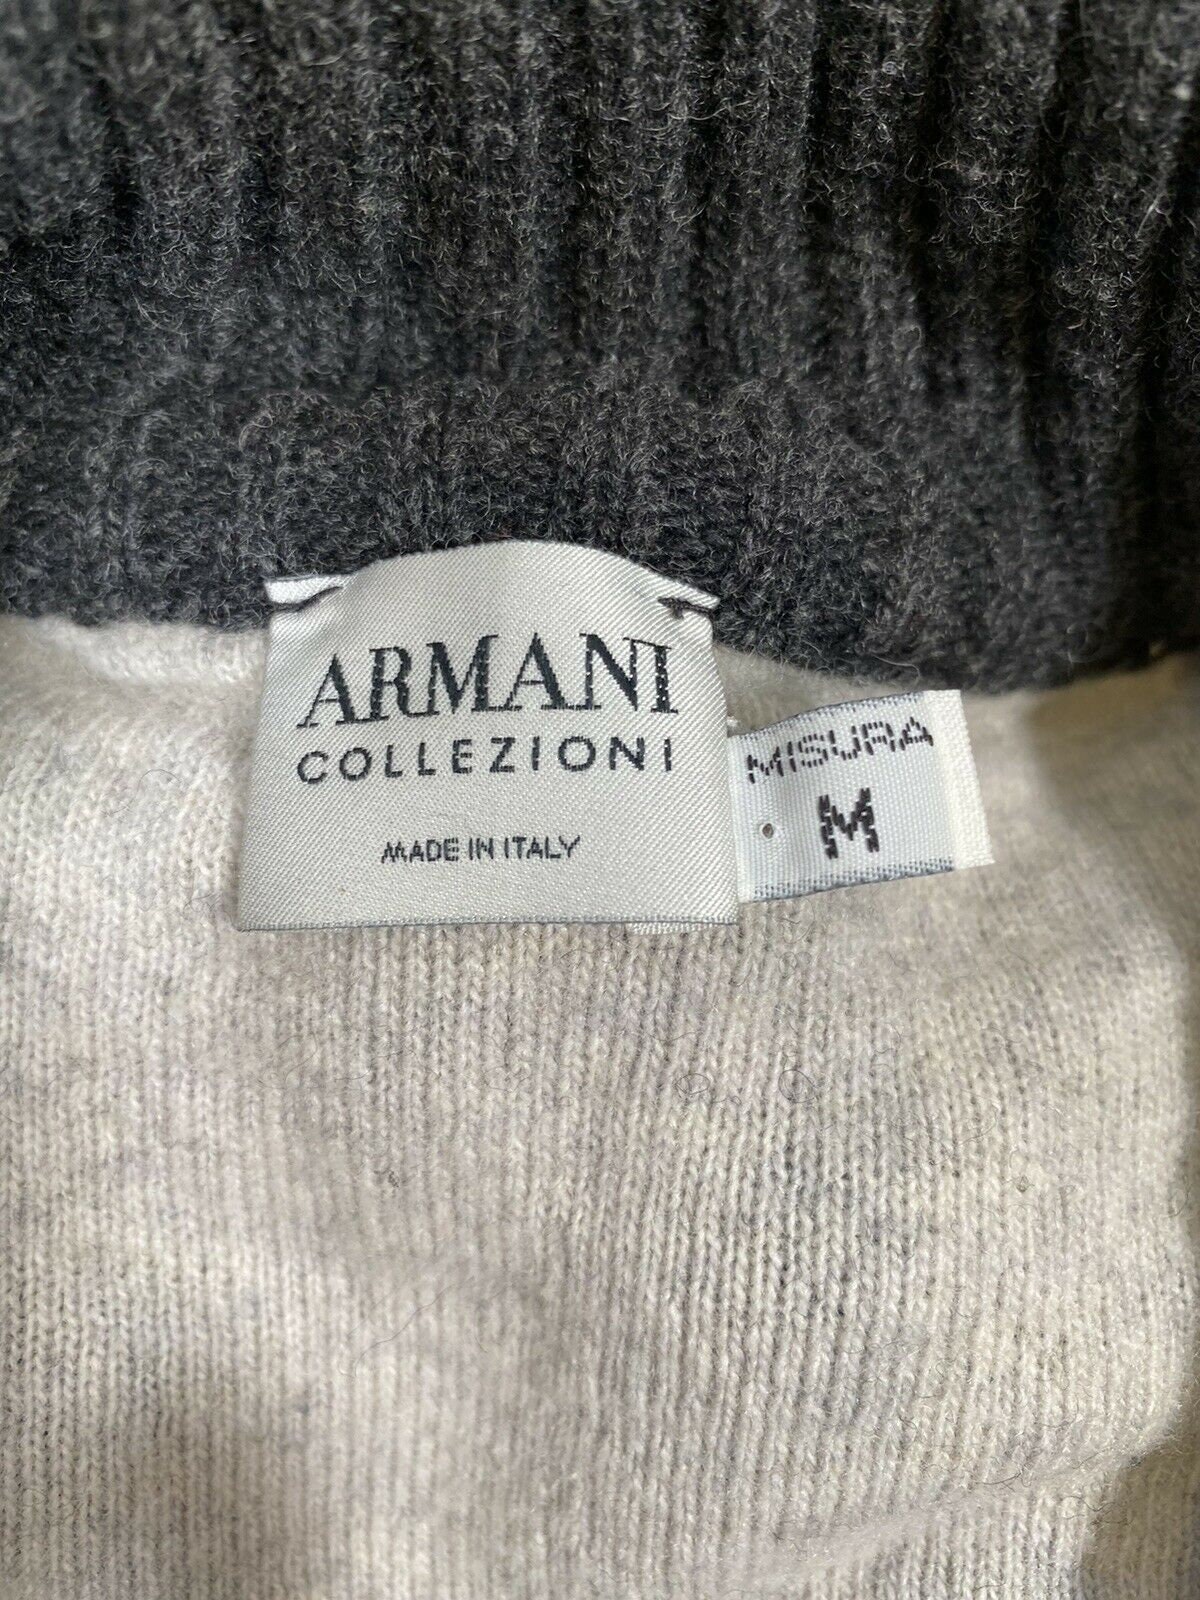 ARMANI
COLLEZIONI
MADE IN ITALY
MISURA
M